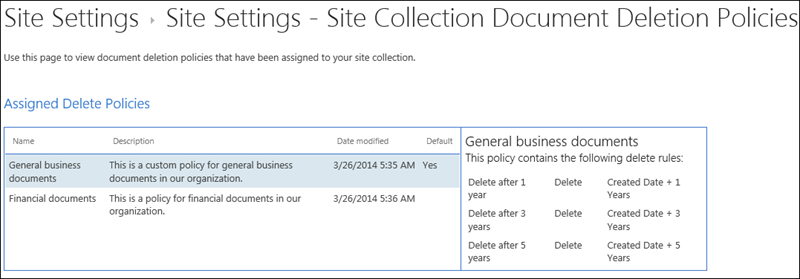 Site Settings ▸ Site Settings - Site Collection Document Deletion Policies
Use this page to view document deletion policies that have been assigned to your site collection.
Assigned Delete Policies
Name Description Date modified Default
General business documents This is a custom policy for general business documents in our organization. 3/26/2014 5:35 AM Yes
Financial documents This is a policy for financial documents in our organization. 3/26/2014 5:36 AM
General business documents
This policy contains the following delete rules:
Delete after 1 year Delete Created Date + 1 Years
Delete after 3 years Delete Created Date + 3 Years
Delete after 5 years Delete Created Date + 5 Years